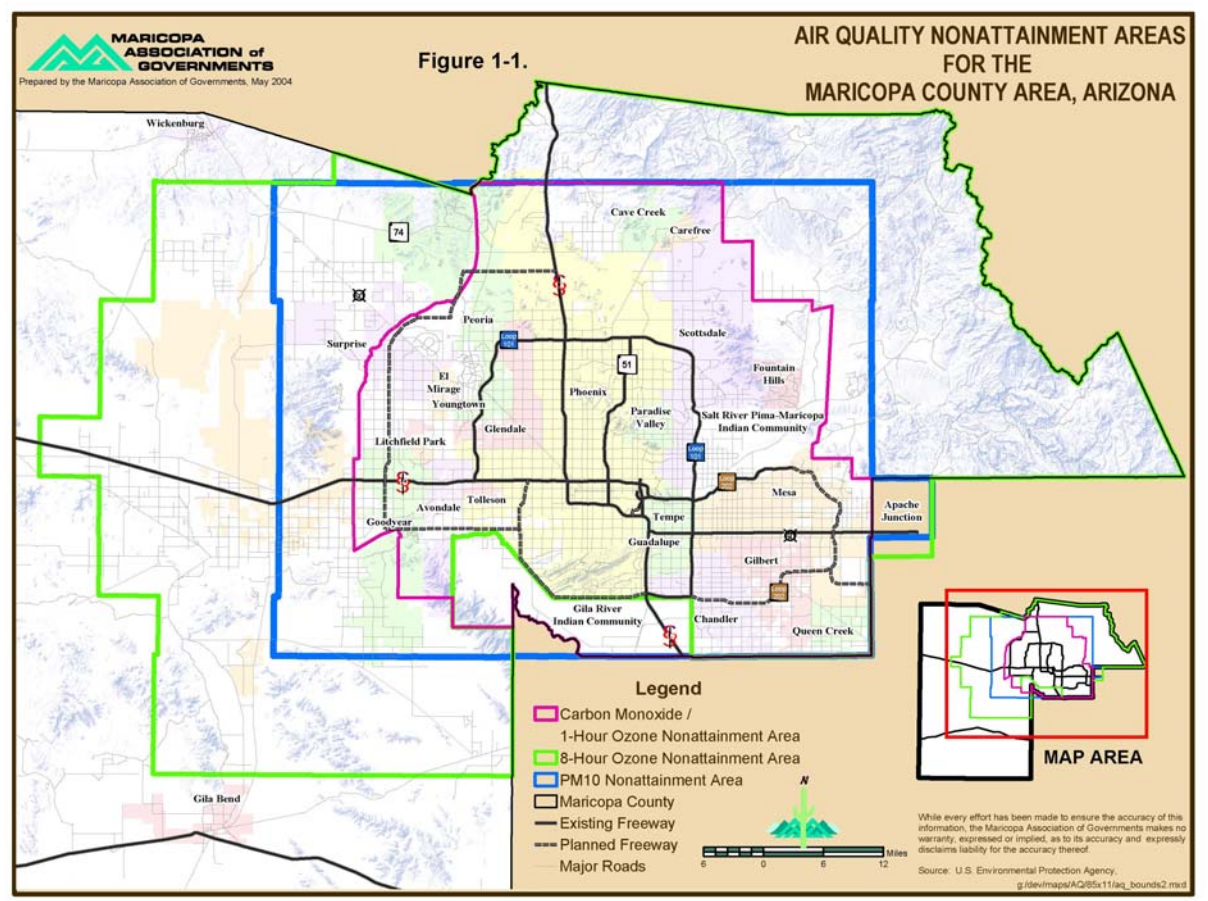 MARICOPA
ASSOCIATION of
GOVERNMENTS
Prepared by the Maricopa Association of Governments, May 2004
Figure 1-1.
AIR QUALITY NONATTAINMENT AREAS
FOR THE
MARICOPA COUNTY AREA, ARIZONA
Wickenburg
74
Cave Creek
Carefree
Peoria
Surprise
Loop
101
Scottsdale
51
El
Mirage
Youngtown
Phoenix
Fountain
Hills
Paradise
Valley
Salt River Pima-Maricopa
Indian Community
Glendale
Litchfield Park
Loop
101
Loop
Mesa
Tolleson
Avondale
Goodyear
Tempe
Guadalupe
Apache
Junction
Gilbert
Loop
Gila River
Indian Community
Chandler
Queen Creek
Gila Bend
Legend
Carbon Monoxide /
1-Hour Ozone Nonattainment Area
8-Hour Ozone Nonattainment Area
PM10 Nonattainment Area
Maricopa County
Existing Freeway
Planned Freeway
Major Roads
N
6 0 6 12 Miles
MAP AREA
While every effort has been made to ensure the accuracy of this
information, the Maricopa Association of Governments makes no
warranty, expressed or implied, as to its accuracy and expressly
disclaims liability for the accuracy thereof.
Source: U.S. Environmental Protection Agency,
g:/dev/maps/AQ/85x11/aq_bounds2.mxd